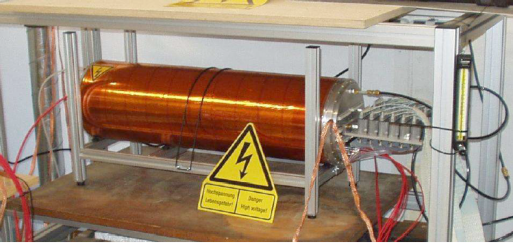 Hochspannung
Lebensgefahr!
Danger
High voltage!